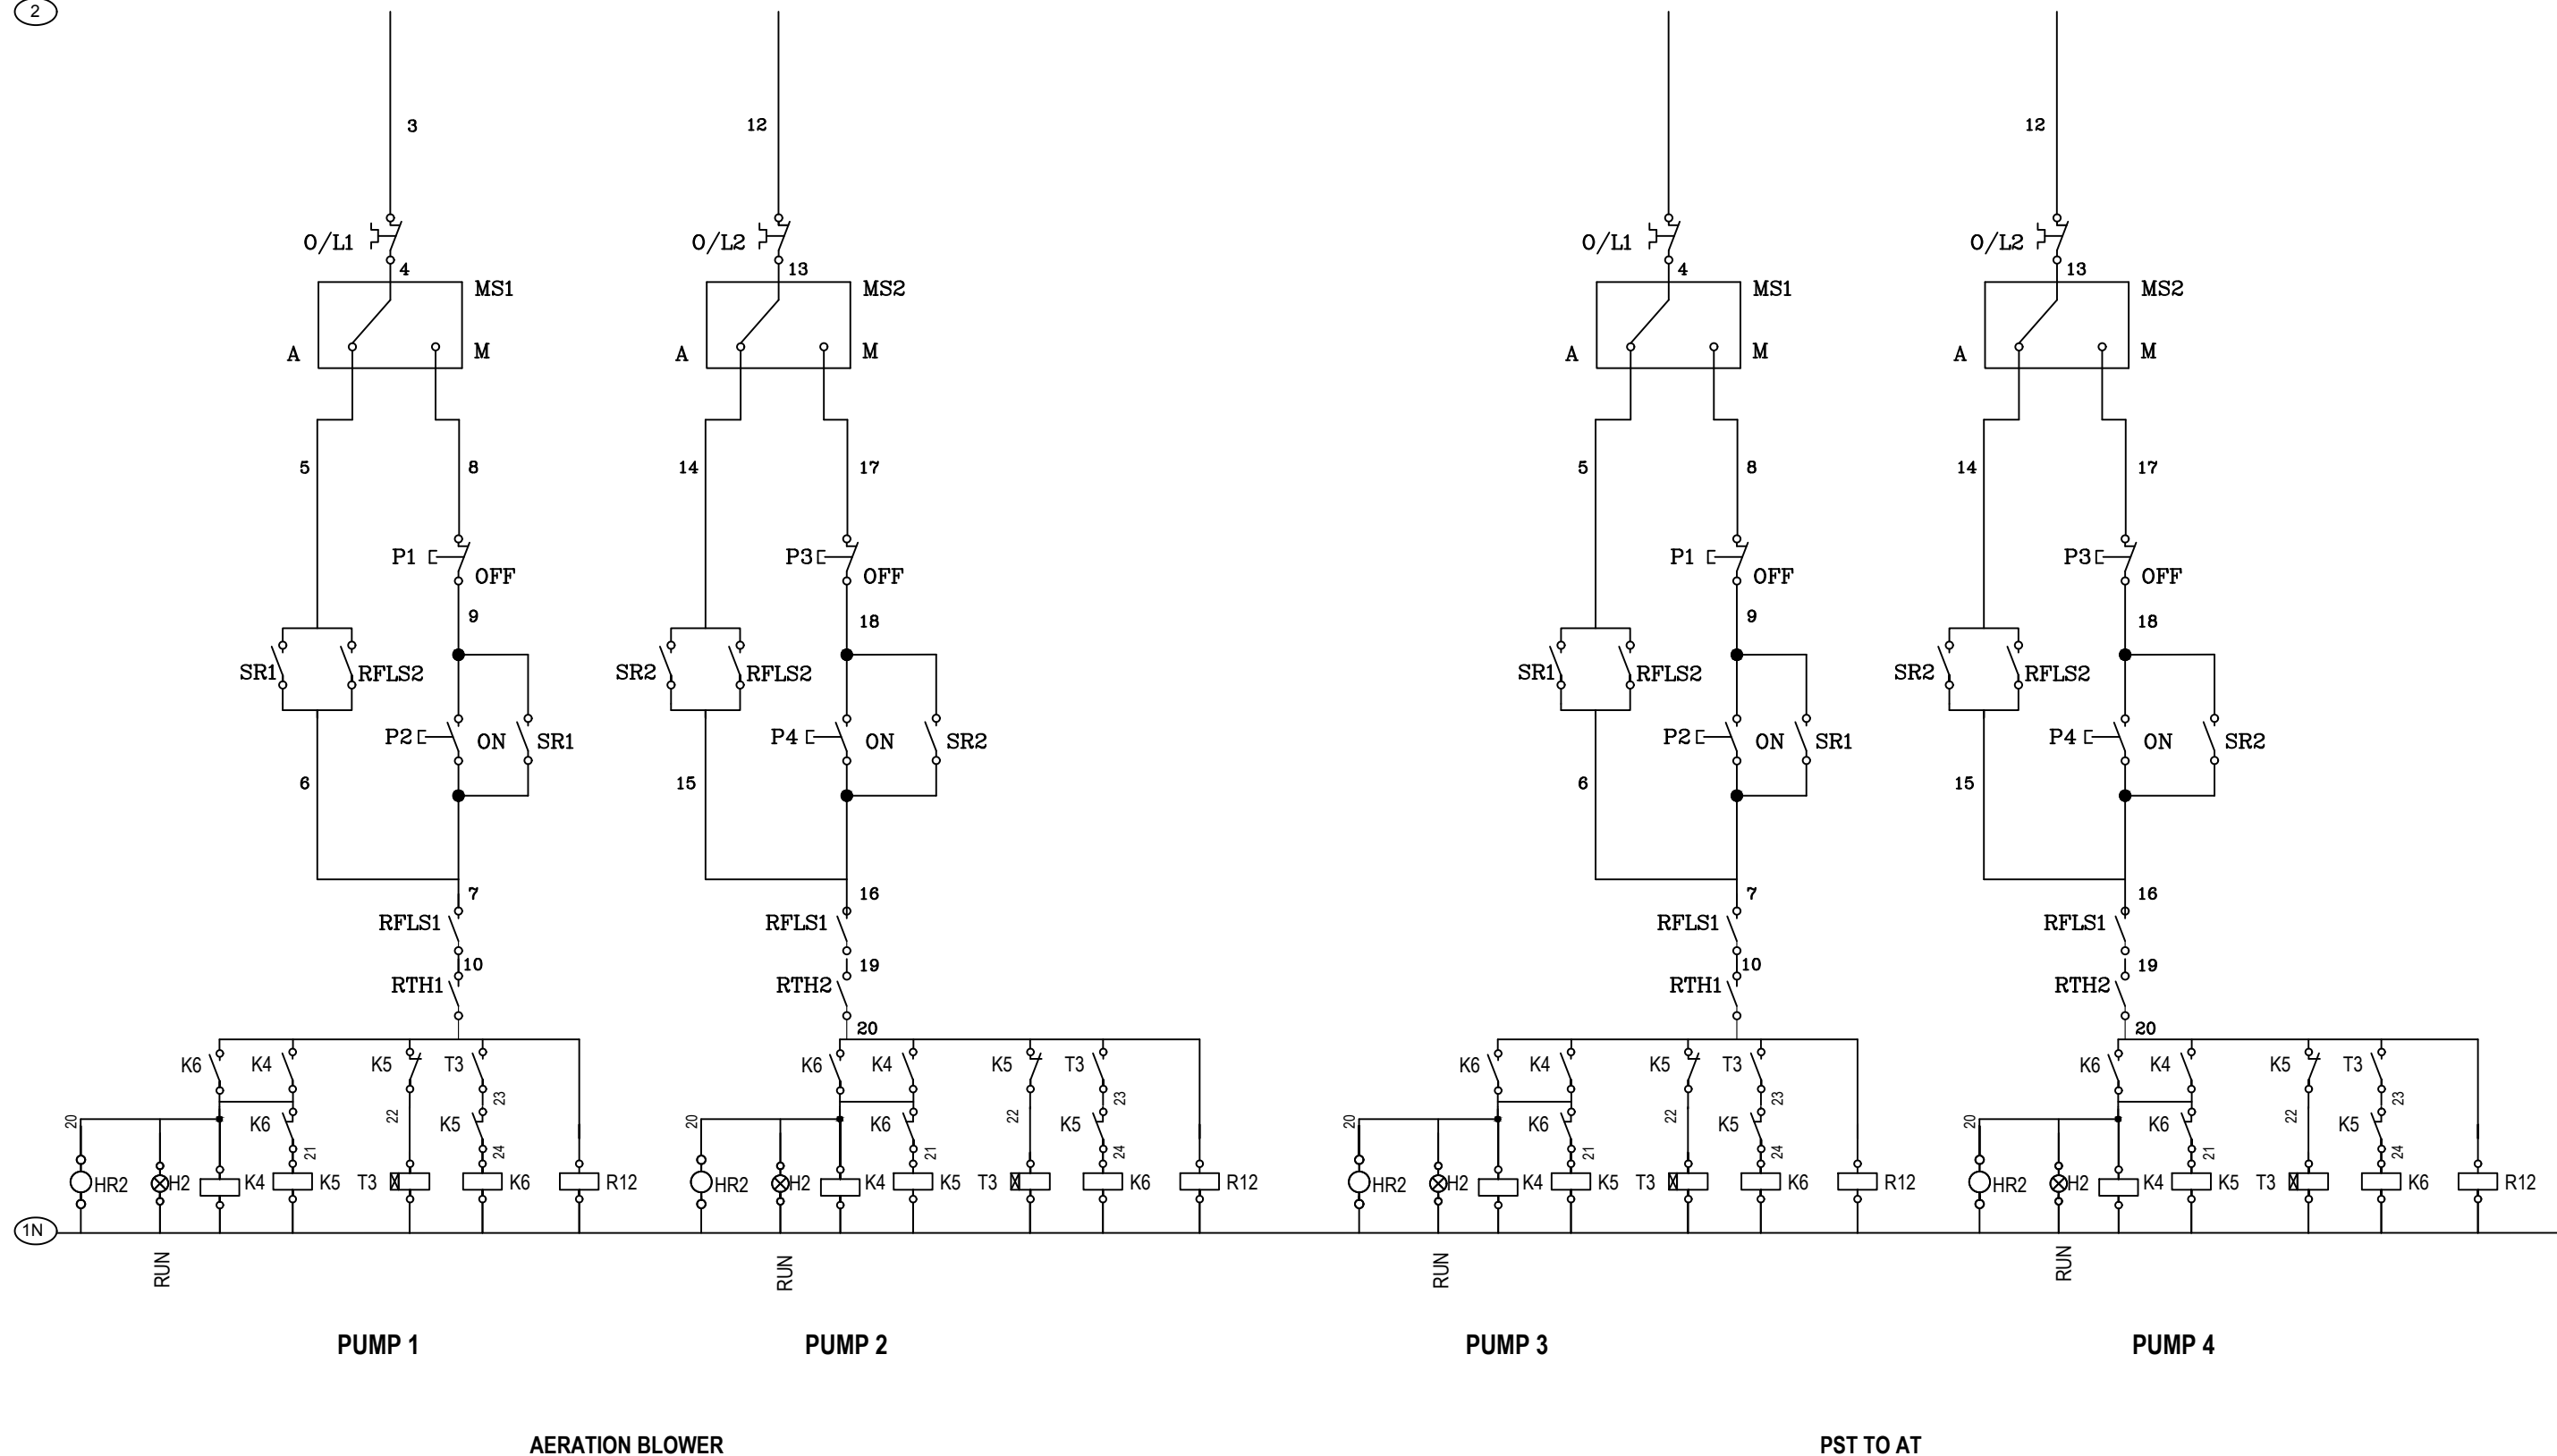 2
3 12 12
O/L1 O/L2 O/L1 O/L2
4 13 4 13
MS1 MS2 MS1 MS2
A M A M A M A M
5 8 14 17 5 8 14 17
P1 P3 P1 P3
OFF OFF OFF OFF
9 18 9 18
SR1 RFLS2 SR2 RFLS2 SR1 RFLS2 SR2 RFLS2
P2 ON SR1 P4 ON SR2 P2 ON SR1 P4 ON SR2
6 15 6 15
7 16 7 16
RFLS1 RFLS1 RFLS1 RFLS1
10 19 10 19
RTH1 RTH2 RTH1 RTH2
20 20
K6 K4 K5 T3 K6 K4 K5 T3 K6 K4 K5 T3 K6 K4 K5 T3
20 22 23 20 22 23 20 22 23 20 22 23
K6 K5 K6 K5 K6 K5 K6 K5
21 24 21 24 21 24 21 24
HR2 H2 K4 K5 T3 K6 R12 HR2 H2 K4 K5 T3 K6 R12 HR2 H2 K4 K5 T3 K6 R12 HR2 H2 K4 K5 T3 K6 R12
1N
RUN RUN RUN RUN
PUMP 1 PUMP 2 PUMP 3 PUMP 4
AERATION BLOWER PST TO AT